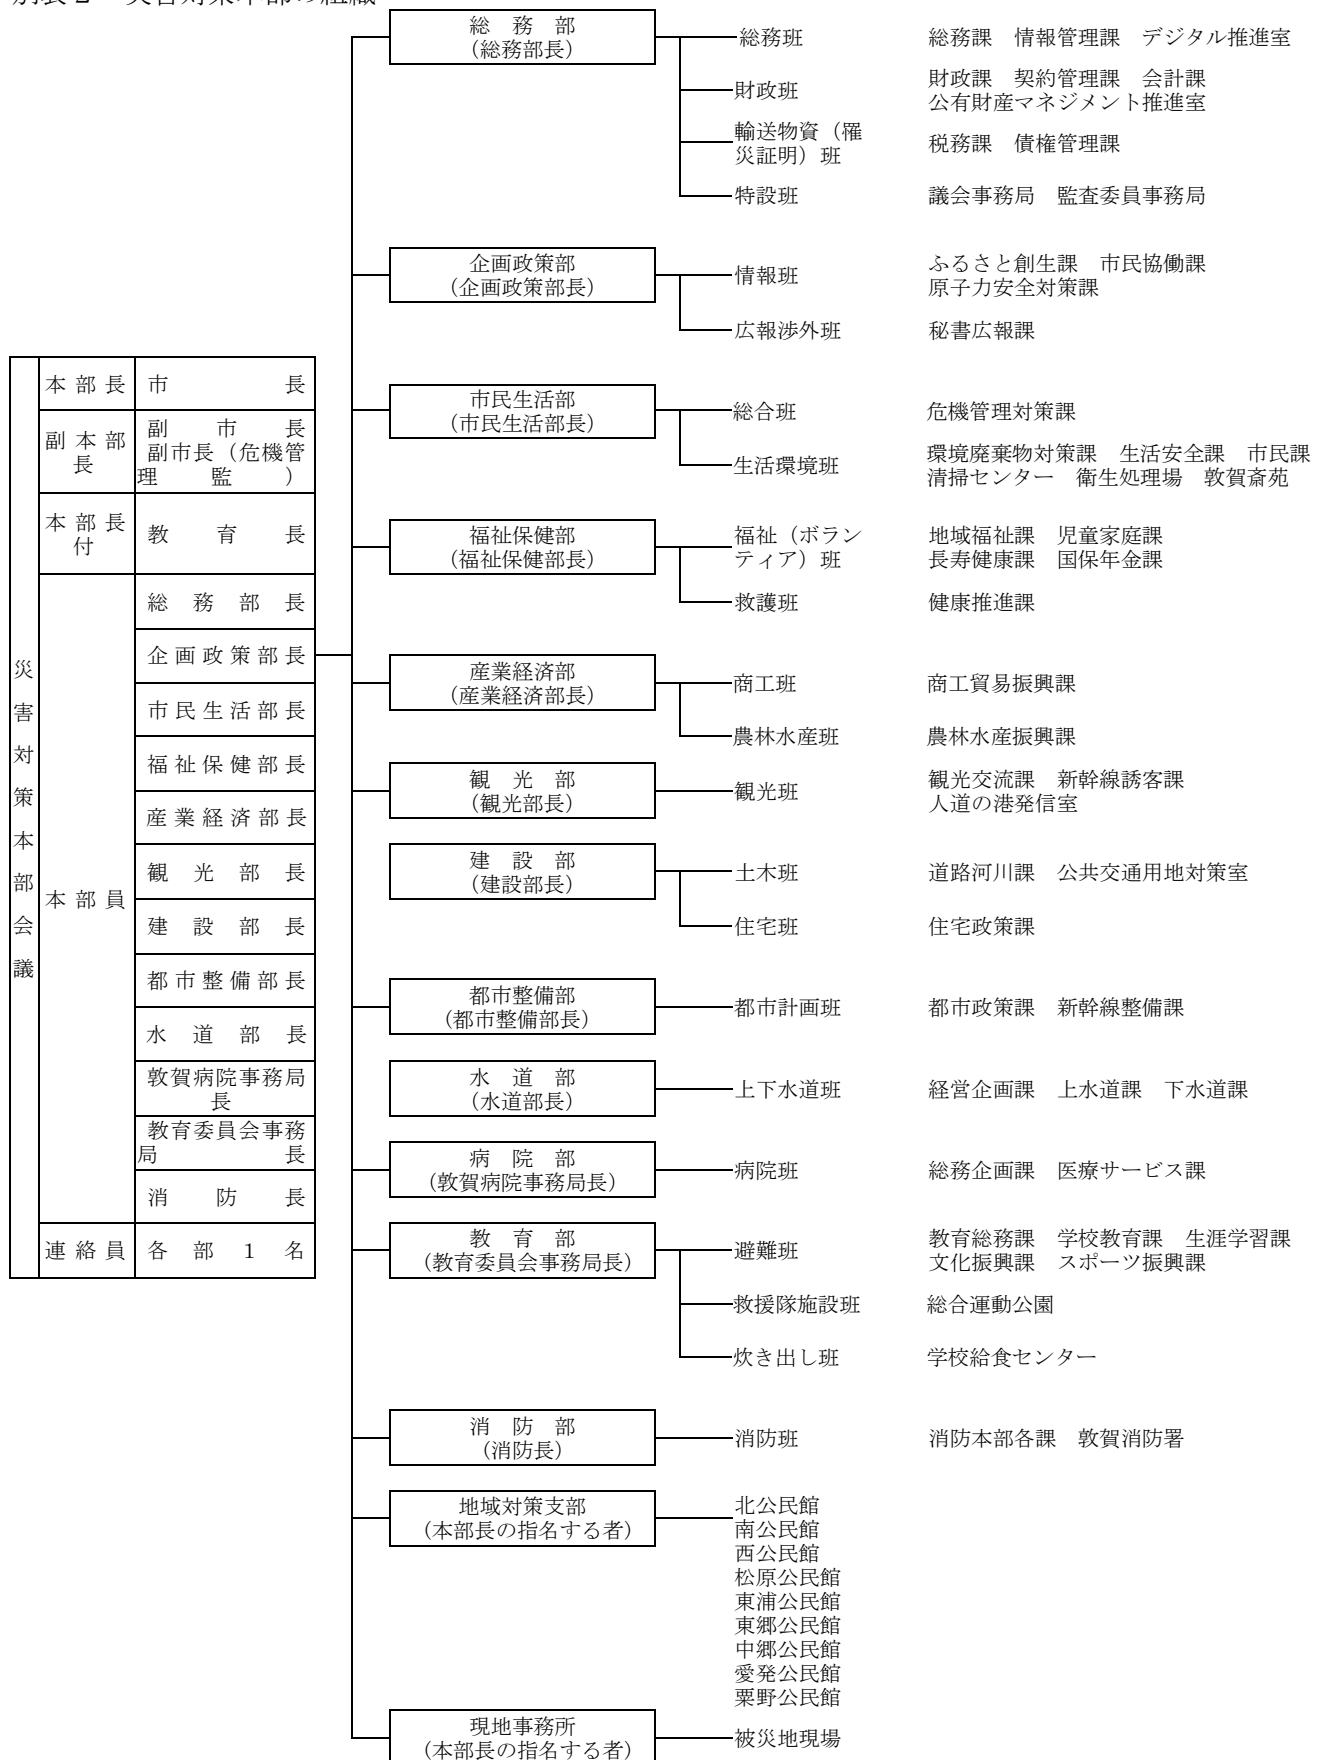 別表2 災害対策本部の組織
災害対策本部会議
本部長 市長
副本部長 副市長
副市長（危機管理監）
本部長付 教育長
本部員 総務部長
企画政策部長
市民生活部長
福祉保健部長
産業経済部長
観光部長
建設部長
都市整備部長
水道部長
敦賀病院事務局長
教育委員会事務局長
消防長
連絡員 各部1名
総務部
（総務部長）
総務班 総務課 情報管理課 デジタル推進室
財政班 財政課 契約管理課 会計課
公有財産マネジメント推進室
輸送物資（罹
災証明）班 税務課 債権管理課
特設班 議会事務局 監査委員事務局
企画政策部
（企画政策部長）
情報班 ふるさと創生課 市民協働課
原子力安全対策課
広報渉外班 秘書広報課
市民生活部
（市民生活部長）
総合班 危機管理対策課
生活環境班 環境廃棄物対策課 生活安全課 市民課
清掃センター 衛生処理場 敦賀斎苑
福祉保健部
（福祉保健部長）
福祉（ボラン
ティア）班 地域福祉課 児童家庭課
長寿健康課 国保年金課
救護班 健康推進課
産業経済部
（産業経済部長）
商工班 商工貿易振興課
農林水産班 農林水産振興課
観光部
（観光部長）
観光班 観光交流課 新幹線誘客課
人道の港発信室
建設部
（建設部長）
土木班 道路河川課 公共交通用地対策室
住宅班 住宅政策課
都市整備部
（都市整備部長）
都市計画班 都市政策課 新幹線整備課
水道部
（水道部長）
上下水道班 経営企画課 上水道課 下水道課
病院部
（敦賀病院事務局長）
病院班 総務企画課 医療サービス課
教育部
（教育委員会事務局長）
避難班 教育総務課 学校教育課 生涯学習課
文化振興課 スポーツ振興課
救援隊施設班 総合運動公園
炊き出し班 学校給食センター
消防部
（消防長）
消防班 消防本部各課 敦賀消防署
地域対策支部
（本部長の指名する者）
北公民館
南公民館
西公民館
松原公民館
東浦公民館
東郷公民館
中郷公民館
愛発公民館
粟野公民館
現地事務所
（本部長の指名する者）
被災地現場